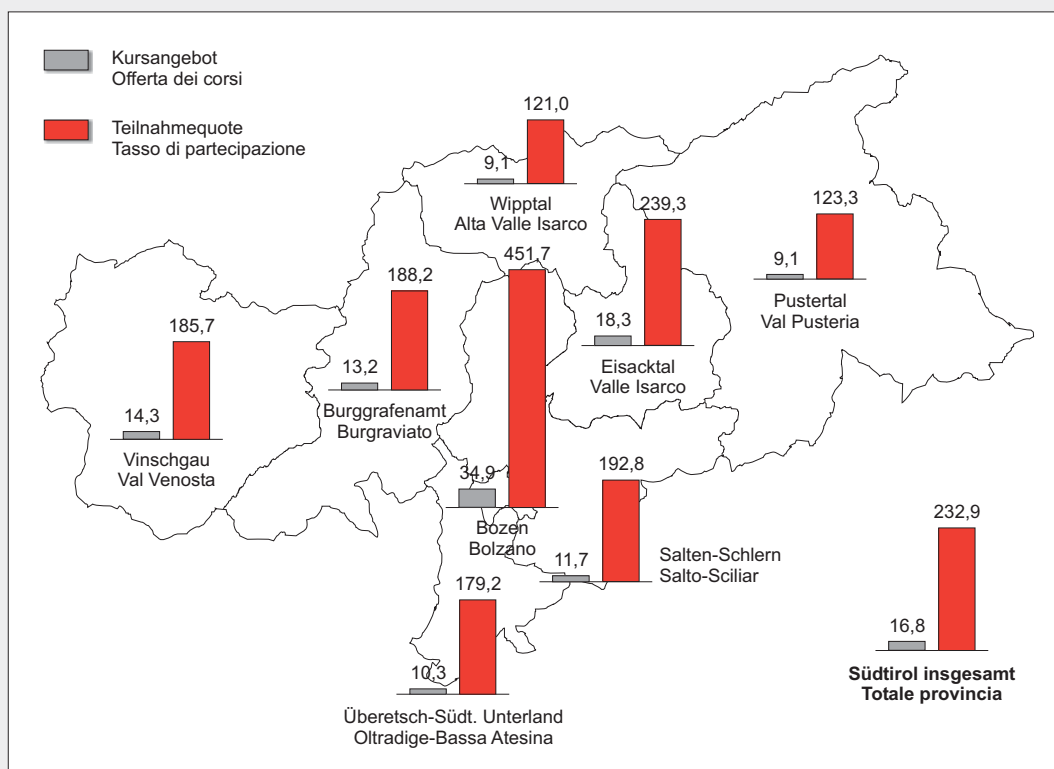 Kursangebot
Offerta dei corsi
Teilnahmequote
Tasso di partecipazione
121,0
9,1
Wipptal
Alta Valle Isarco
239,3
18,3
Eisacktal
Valle Isarco
123,3
9,1
Pustertal
Val Pusteria
451,7
34,9
Bozen
Bolzano
188,2
13,2
Burggrafenamt
Burgraviato
185,7
14,3
Vinschgau
Val Venosta
192,8
11,7
Salten-Schlern
Salto-Sciliar
179,2
10,3
Überetsch-Südt. Unterland
Oltradige-Bassa Atesina
232,9
16,8
Südtirol insgesamt
Totale provincia